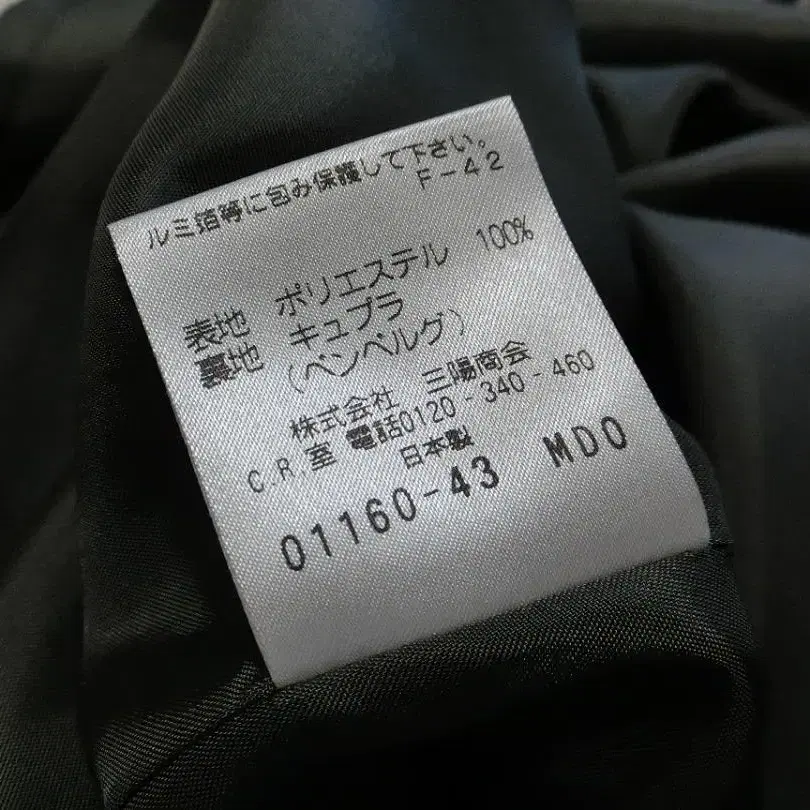 ルミ箔等に包み保護して下さい。
F-42
表地 ポリエステル 100%
裏地 キュプラ
(ベンベルグ)
株式会社 三陽商会
C.R.室 電話0120-340-460
日本製
01160-43 MDO